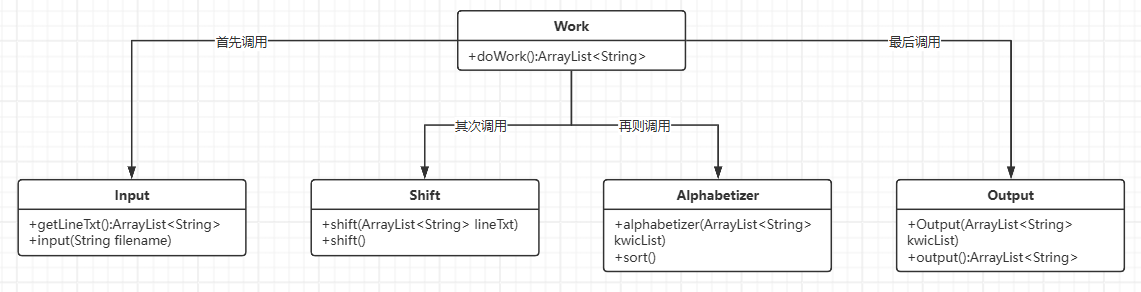 Work
+doWork():ArrayList<String>
首先调用
最后调用
其次调用
再则调用
Input
+getLineTxt():ArrayList<String>
+input(String filename)
Shift
+shift(ArrayList<String> lineTxt)
+shift()
Alphabetizer
+alphabetizer(ArrayList<String>
kwicList)
+sort()
Output
+Output(ArrayList<String>
kwicList)
+output():ArrayList<String>